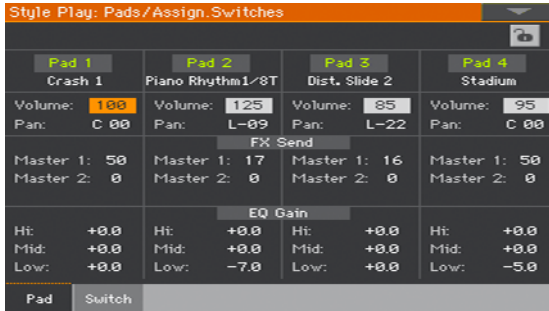 Style Play: Pads/Assign.Switches
Pad 1 Pad 2 Pad 3 Pad 4
Crash 1 Piano Rhythm1/8T Dist. Slide 2 Stadium
Volume: 100 Volume: 125 Volume: 85 Volume: 95
Pan: C 00 Pan: L-09 Pan: L-22 Pan: C 00
FX Send
Master 1: 50 Master 1: 17 Master 1: 16 Master 1: 50
Master 2: 0 Master 2: 0 Master 2: 0 Master 2: 0
EQ Gain
Hi: +0.0 Hi: +0.0 Hi: +0.0 Hi: +0.0
Mid: +0.0 Mid: +0.0 Mid: +0.0 Mid: +0.0
Low: +0.0 Low: -7.0 Low: +0.0 Low: -5.0
Pad Switch